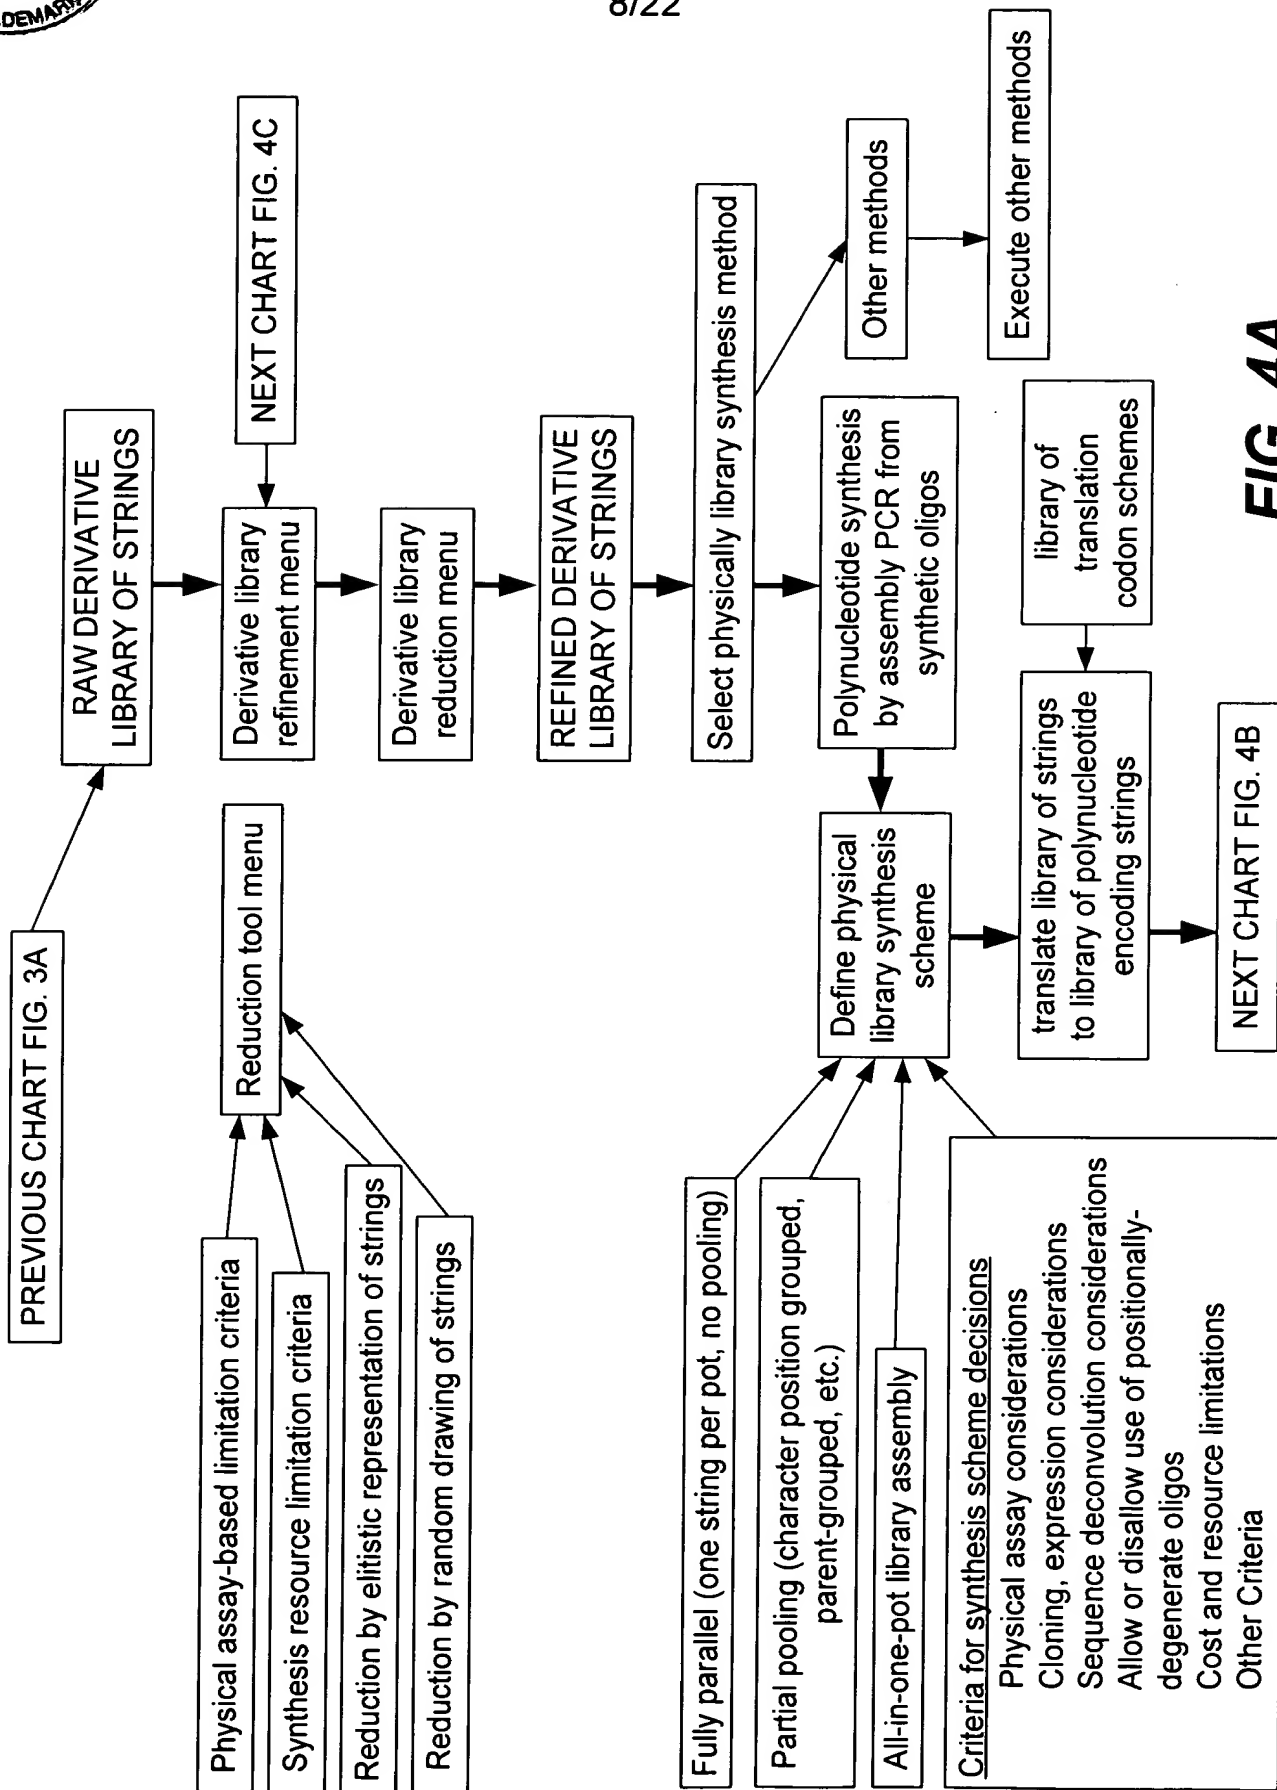 8/22
PREVIOUS CHART FIG. 3A
RAW DERIVATIVE
LIBRARY OF STRINGS
Derivative library
refinement menu
NEXT CHART FIG. 4C
Derivative library
reduction menu
Reduction tool menu
Physical assay-based limitation criteria
Synthesis resource limitation criteria
Reduction by elitistic representation of strings
Reduction by random drawing of strings
REFINED DERIVATIVE
LIBRARY OF STRINGS
Select physically library synthesis method
Other methods
Execute other methods
Polynucleotide synthesis
by assembly PCR from
synthetic oligos
Define physical
library synthesis
scheme
Fully parallel (one string per pot, no pooling)
Partial pooling (character position grouped,
parent-grouped, etc.)
All-in-one-pot library assembly
Criteria for synthesis scheme decisions
Physical assay considerations
Cloning, expression considerations
Sequence deconvolution considerations
Allow or disallow use of positionally-
degenerate oligos
Cost and resource limitations
Other Criteria
translate library of strings
to library of polynucleotide
encoding strings
library of
translation
codon schemes
NEXT CHART FIG. 4B
FIG. 4A